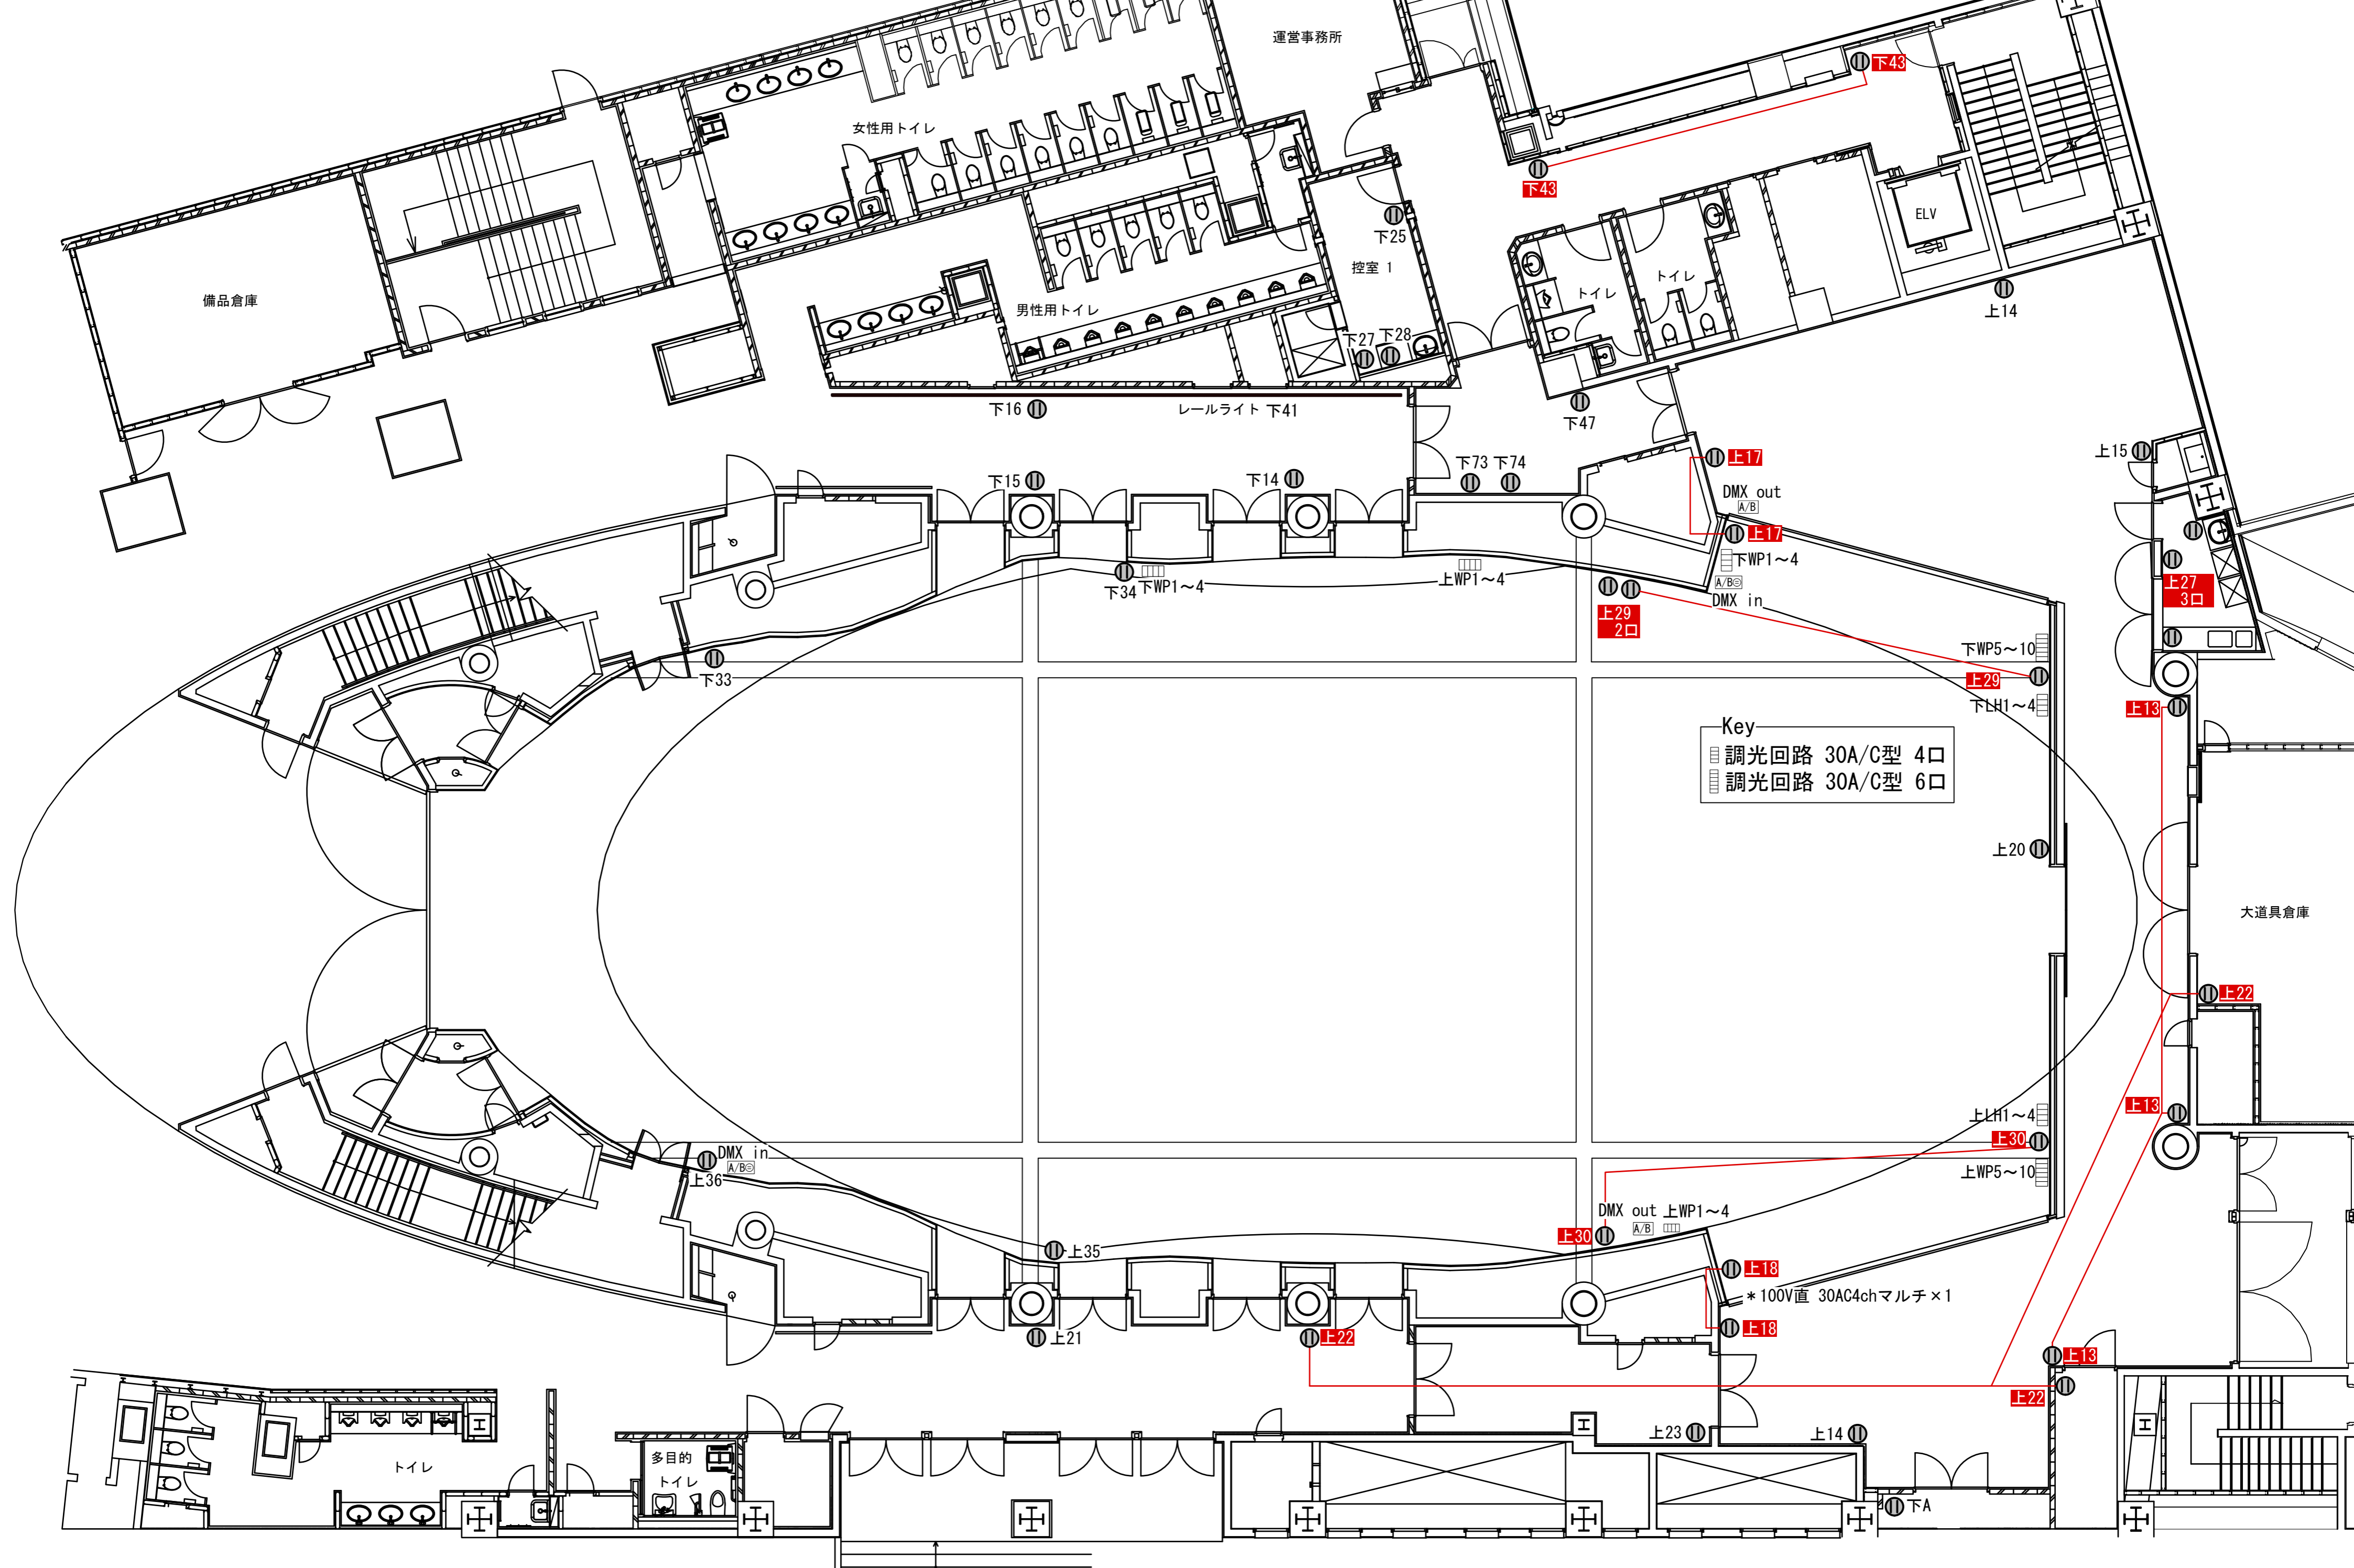 運営事務所
下43
女性用トイレ
下43
ELV
下25
控室 1
トイレ
トイレ
備品倉庫
男性用トイレ
上14
下27
下28
下16
レールライト 下41
下47
上15
上17
下73
下74
下15
下14
DMX out
A/B
上17
下WP1～4
上27
3口
A/B
DMX in
下34
下WP1～4
上WP1～4
上29
2口
下WP5～10
下33
上29
下LH1～4
上13
Key
調光回路 30A/C型 4口
調光回路 30A/C型 6口
上20
大道具倉庫
上22
上13
上LH1～4
上30
DMX in
A/B
上36
上WP5～10
DMX out
上WP1～4
A/B
上30
上35
上18
＊100V直 30AC4chマルチ×1
上18
上21
上22
上13
上22
上23
上14
多目的
トイレ
トイレ
下A